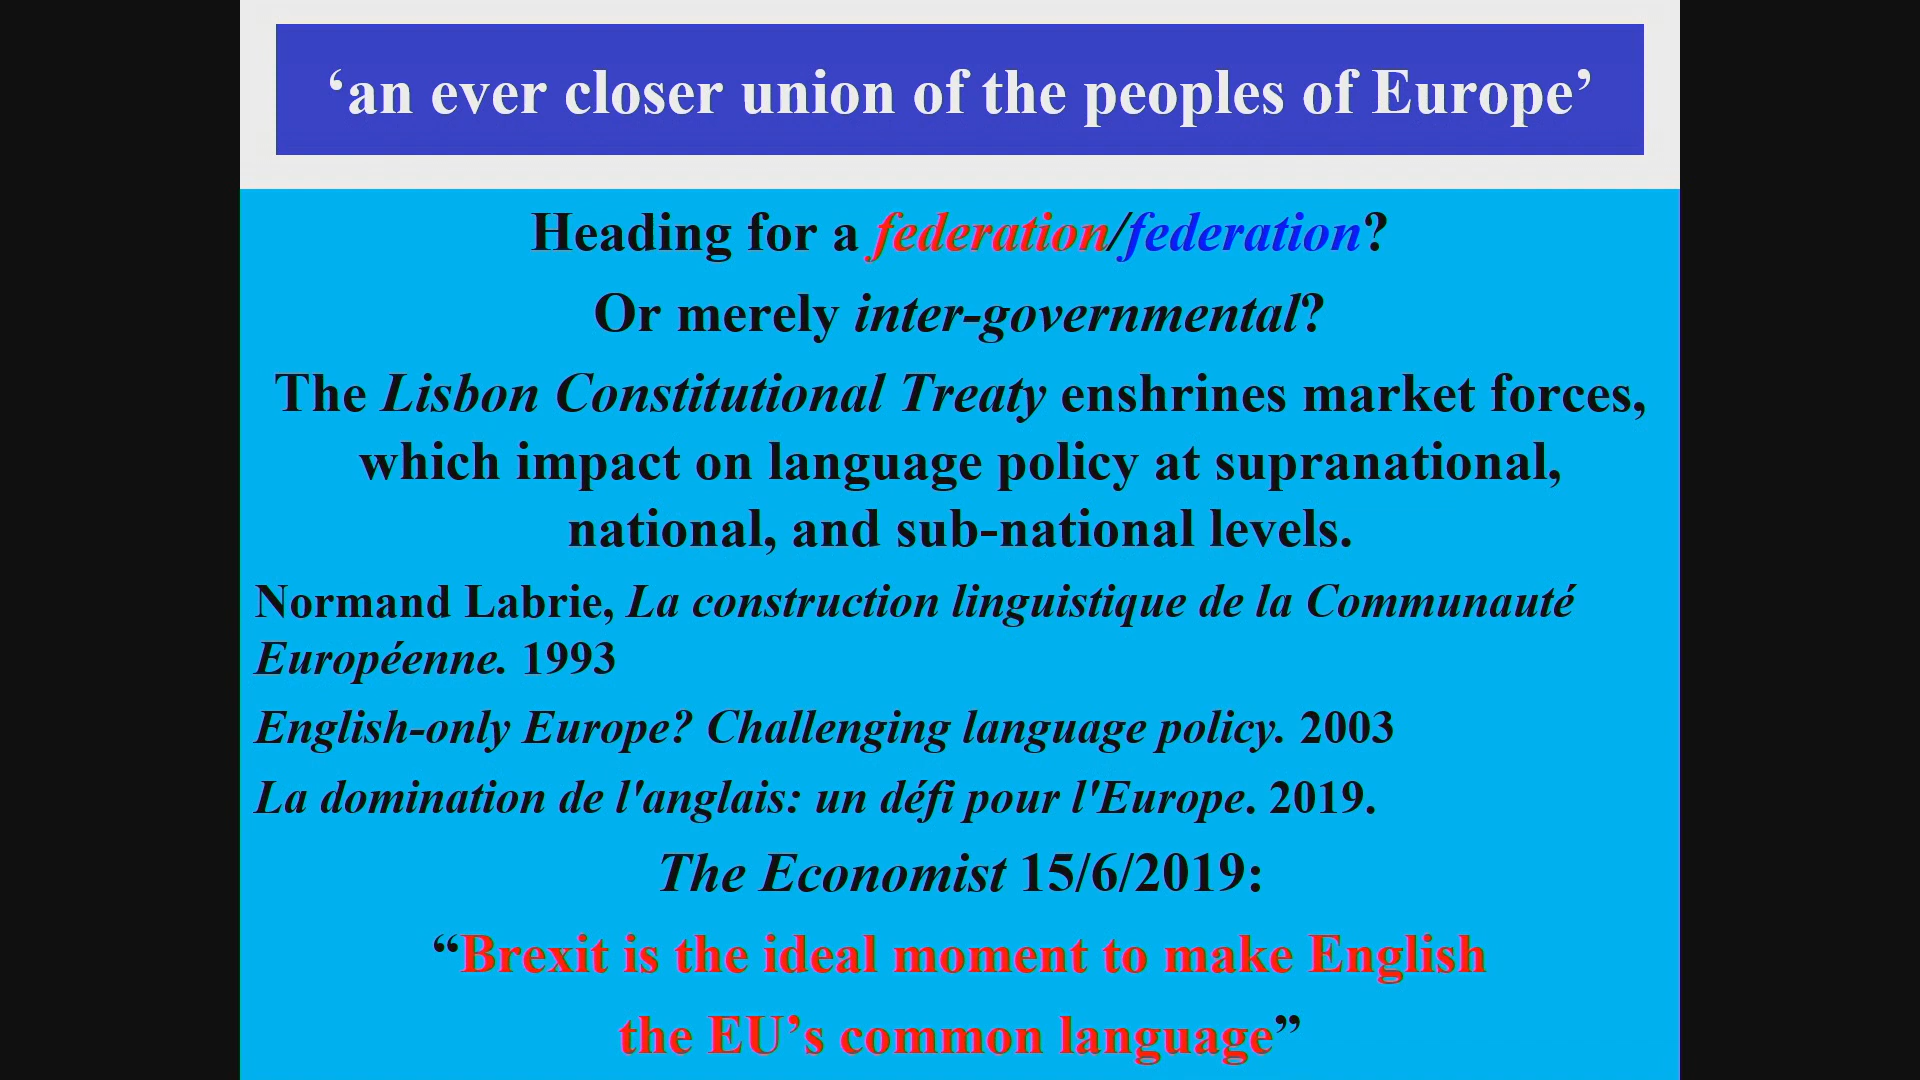 ‘an ever closer union of the peoples of Europe’
Heading for a federation/federation?
Or merely inter-governmental?
The Lisbon Constitutional Treaty enshrines market forces,
which impact on language policy at supranational,
national, and sub-national levels.
Normand Labrie, La construction linguistique de la Communauté
Européenne. 1993
English-only Europe? Challenging language policy. 2003
La domination de l'anglais: un défi pour l'Europe. 2019.
The Economist 15/6/2019:
“Brexit is the ideal moment to make English
the EU’s common language”